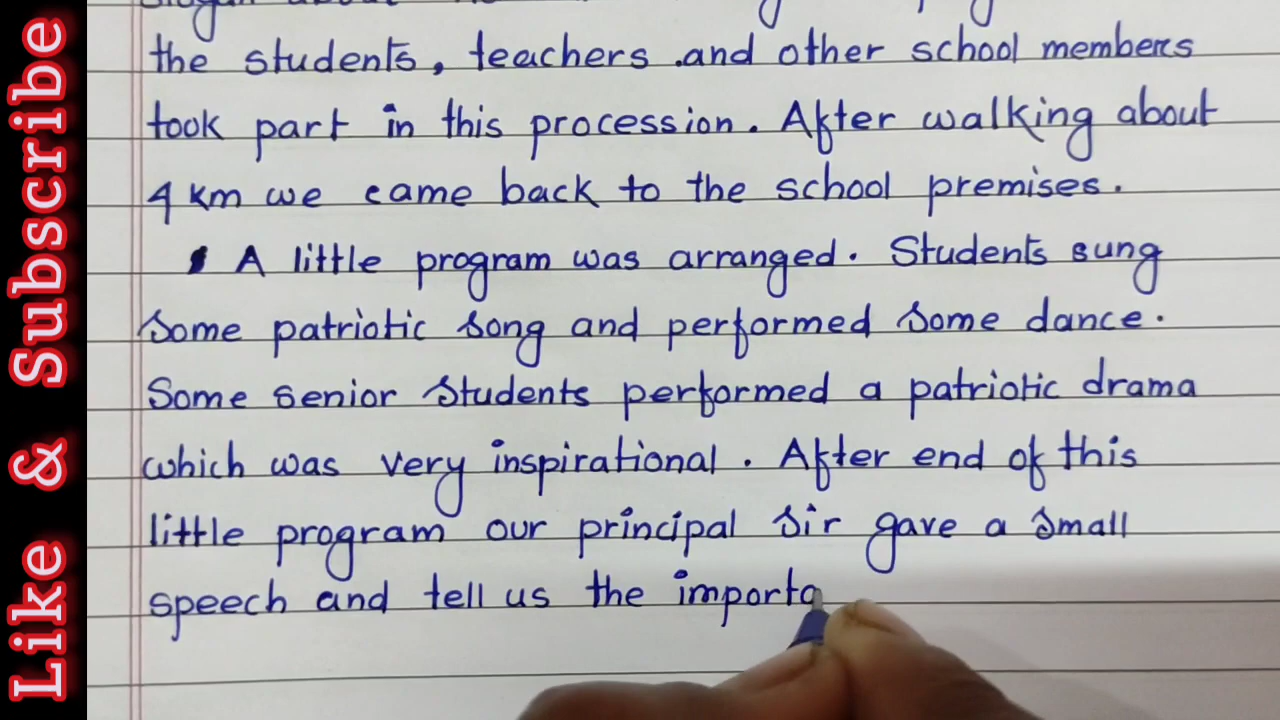 Like & Subscribe
the students, teachers and other school members
took part in this procession. After walking about
4 km we came back to the school premises.
A little program was arranged. Students sung
some patriotic song and performed some dance.
Some senior students performed a patriotic drama
which was very inspirational. After end of this
little program our principal sir gave a small
speech and tell us the importa